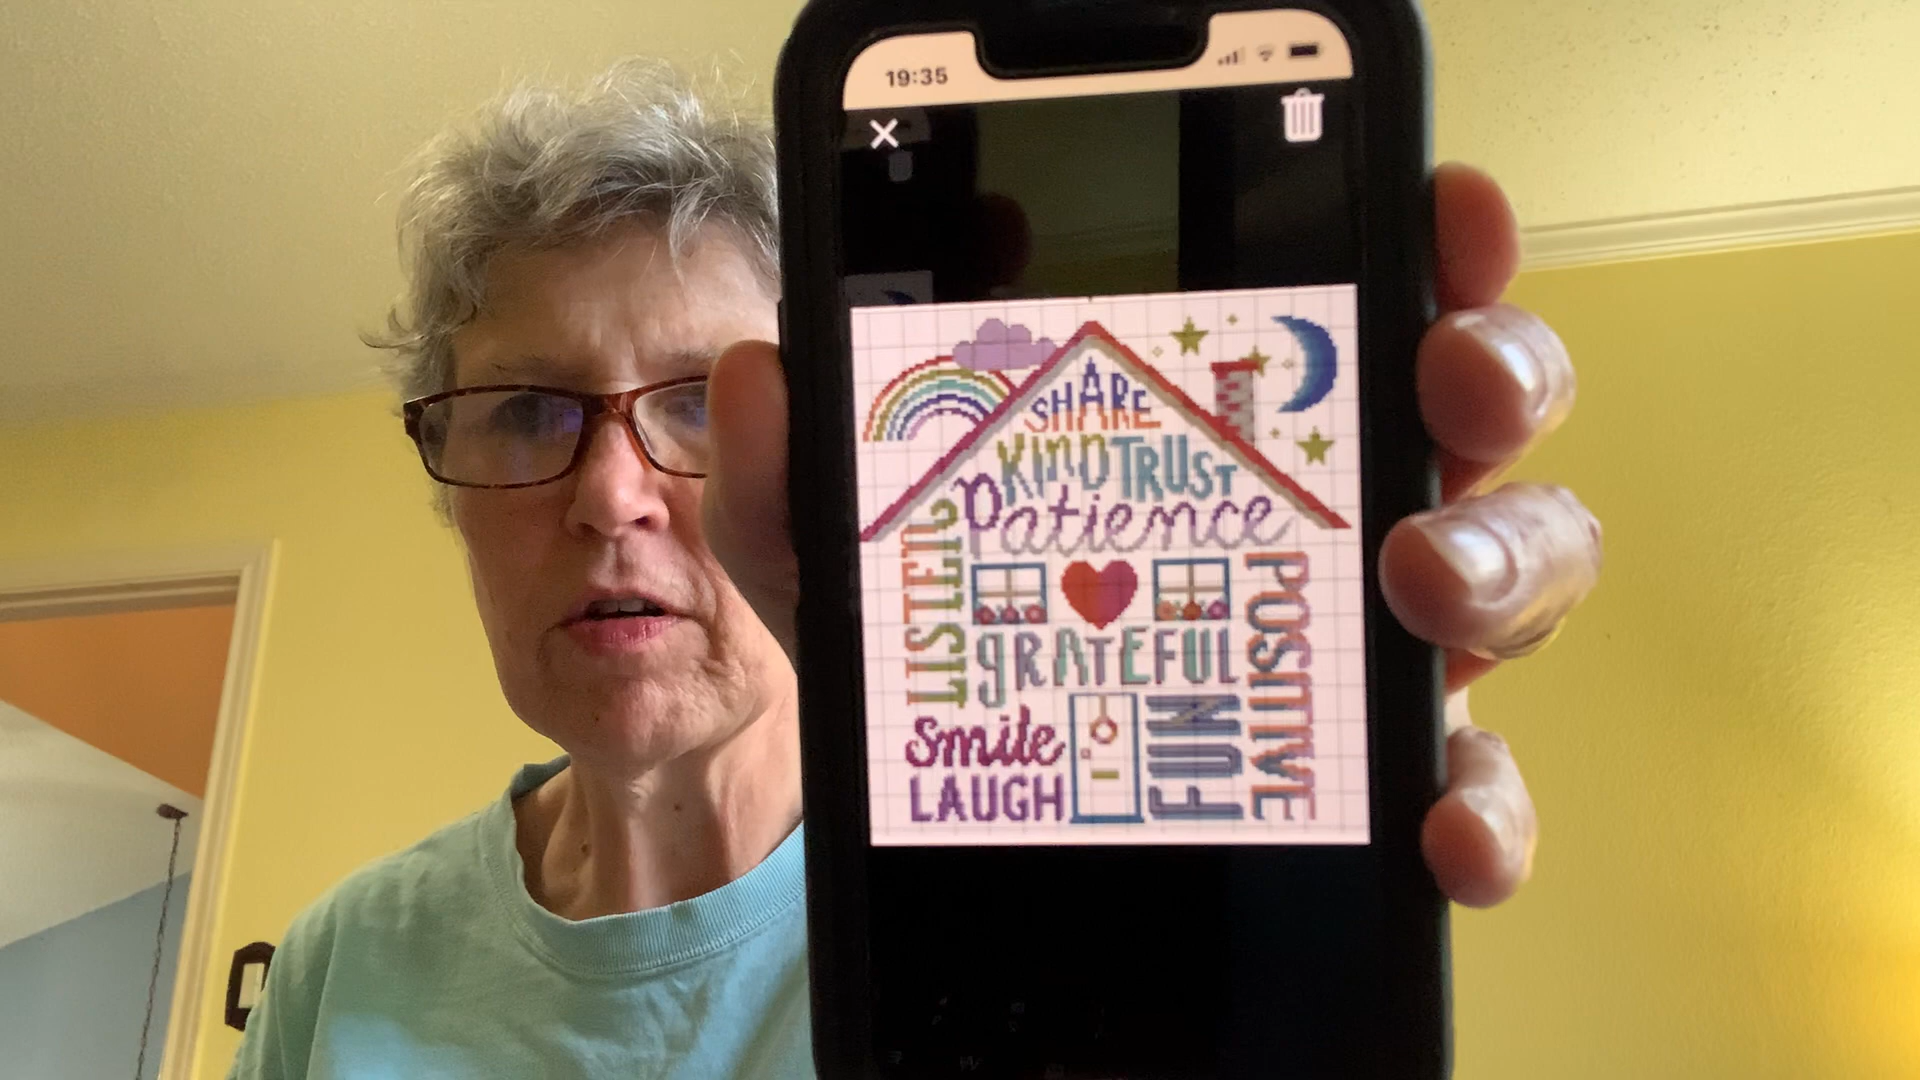 19:35
SHARE
KIND TRUST
Patience
LISTEN
POSITIVE
gRATEFUL
Smile
LAUGH
FUN